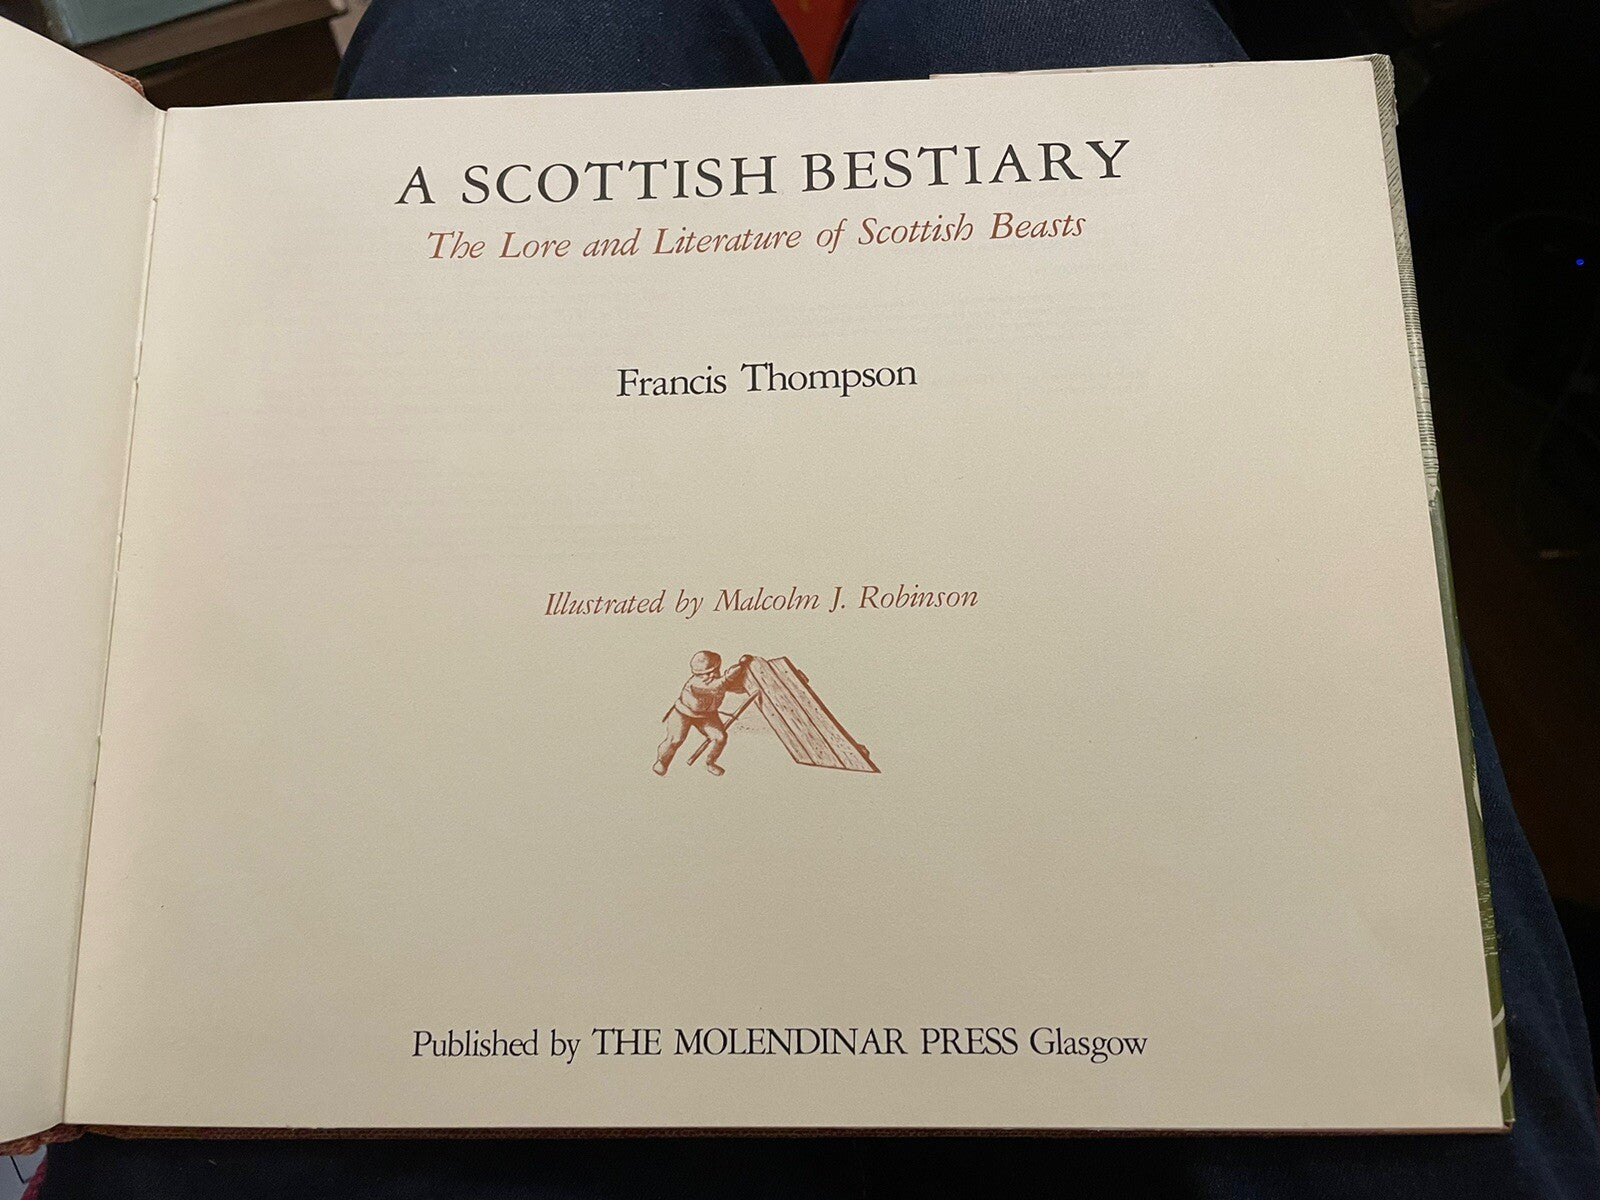 A SCOTTISH BESTIARY
The Lore and Literature of Scottish Beasts
Francis Thompson
Illustrated by Malcolm J. Robinson
Published by THE MOLENDINAR PRESS Glasgow